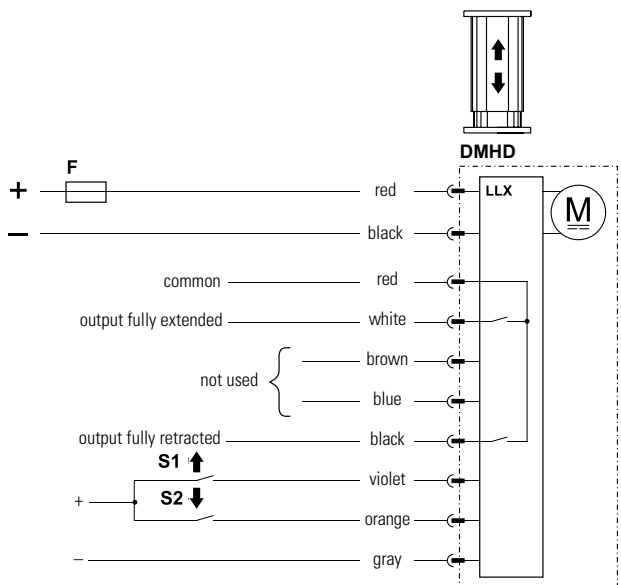 DMHD
F
+ red LLX
M
− black
common red
output fully extended white
brown
not used
blue
output fully retracted black
S1 violet
+ S2
orange
− gray